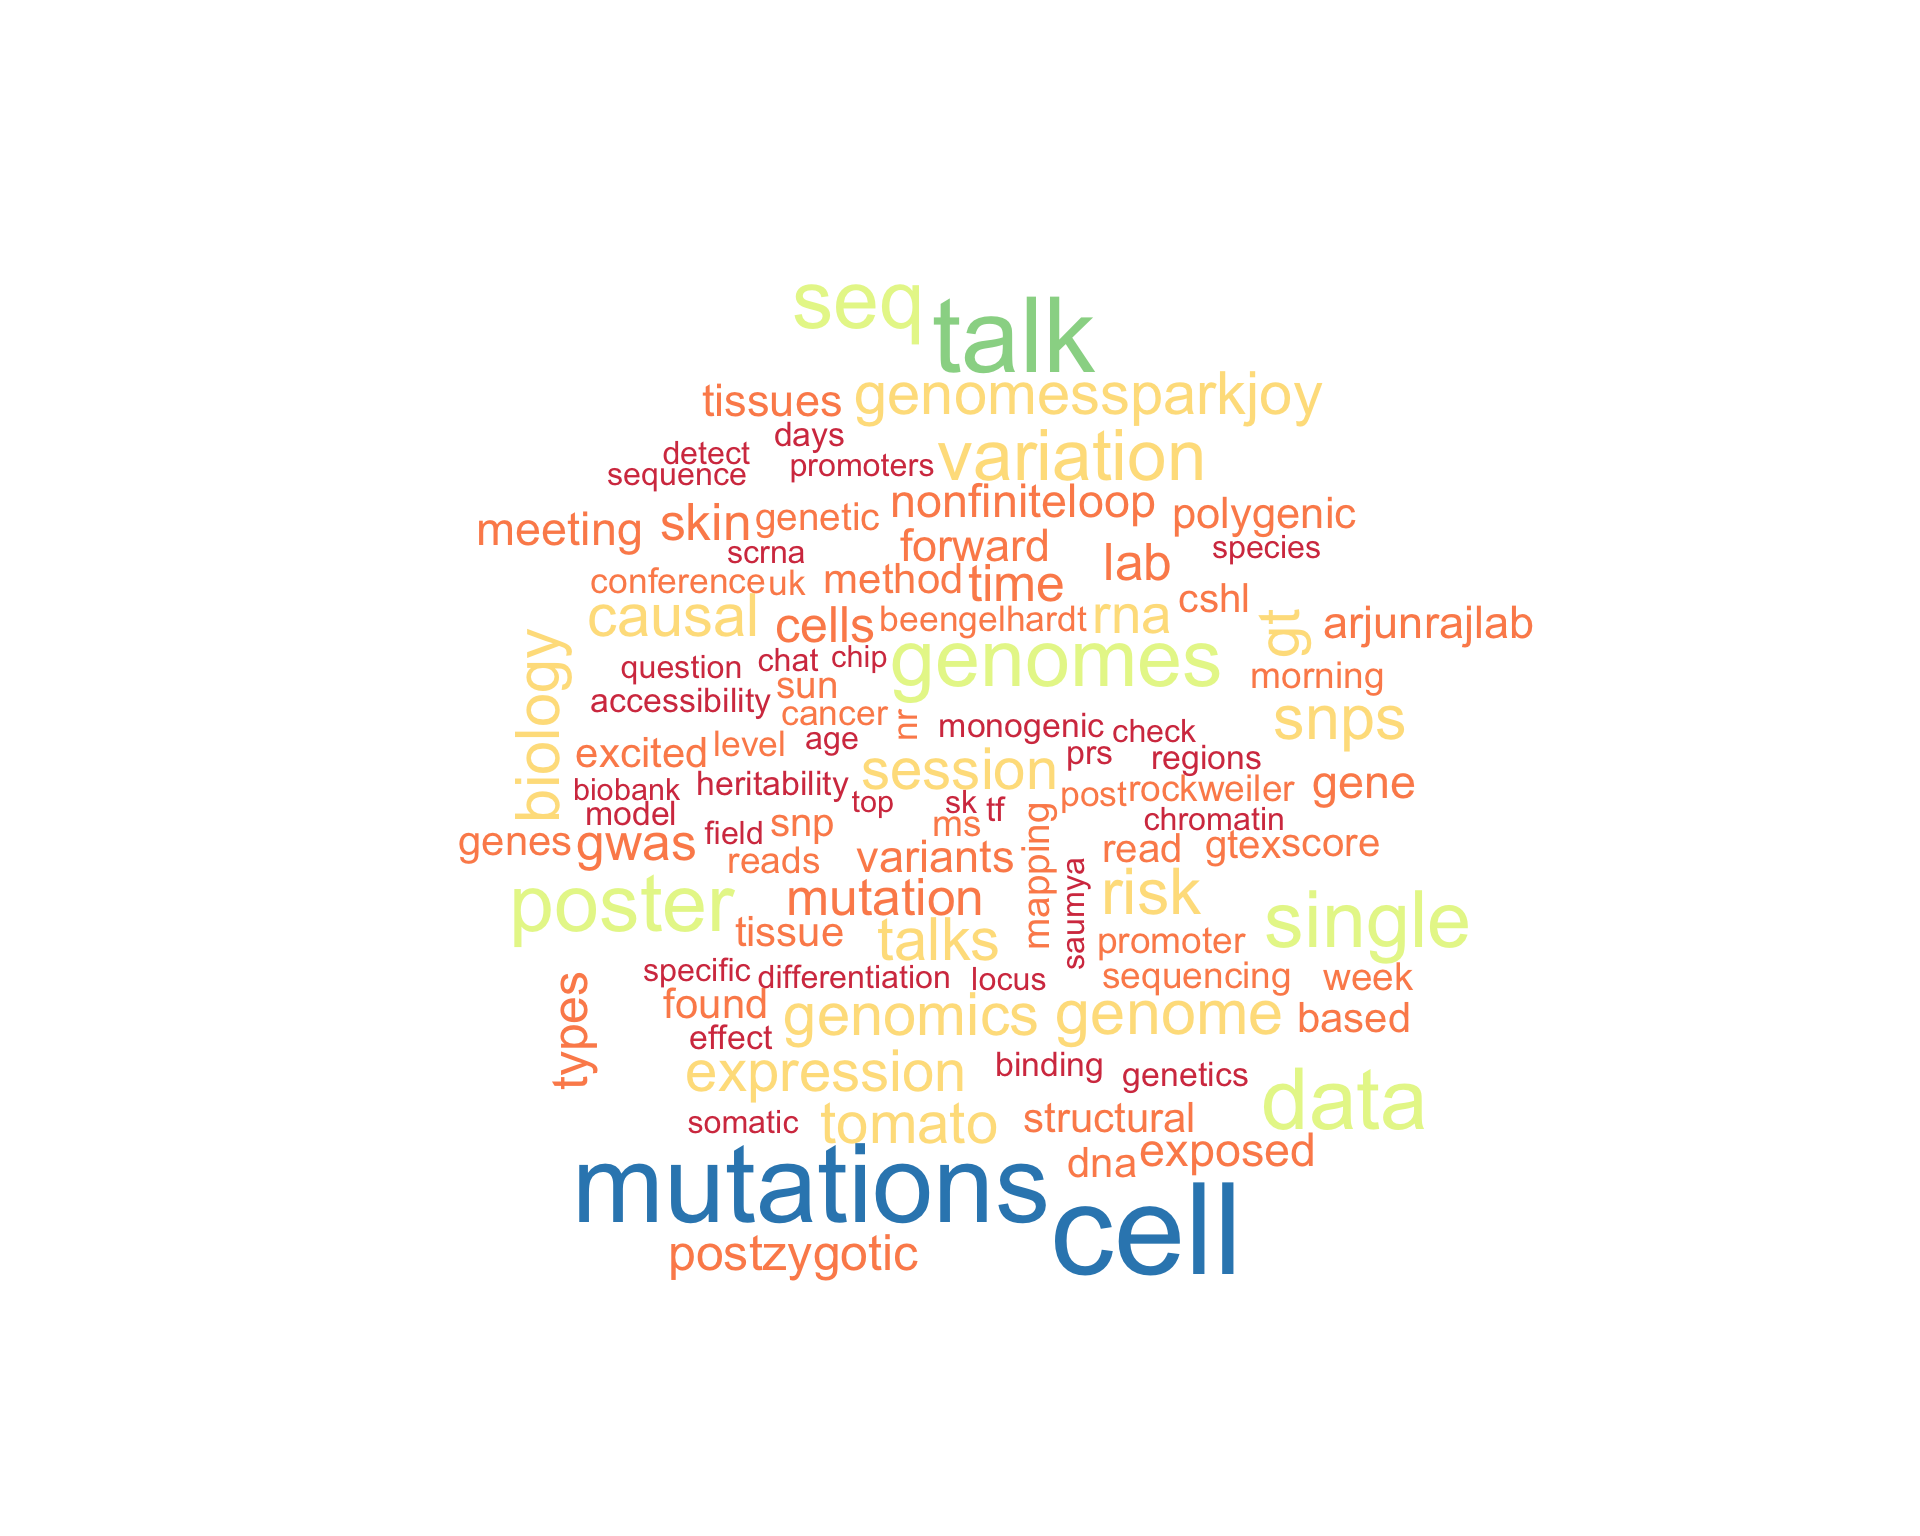 seq
talk
tissues
genomessparkjoy
days
detect
sequence
promoters
variation
meeting
skin
genetic
nonfiniteloop
polygenic
scrna
forward
lab
species
conference
uk
method
time
cshl
causal
cells
beengelhardt
rna
gt
arjunrajlab
biology
question
chat
chip
genomes
morning
accessibility
sun
cancer
nr
monogenic
check
snps
excited
level
age
session
prs
regions
biobank
heritability
top
sk
tf
post
rockweiler
gene
model
field
snp
ms
mapping
chromatin
genes
gwas
reads
variants
read
gtex
score
poster
mutation
saumya
risk
single
tissue
talks
promoter
specific
differentiation
locus
sequencing
week
types
found
genomics
genome
based
effect
expression
binding
genetics
data
somatic
tomato
structural
mutations
dna
exposed
postzygotic
cell